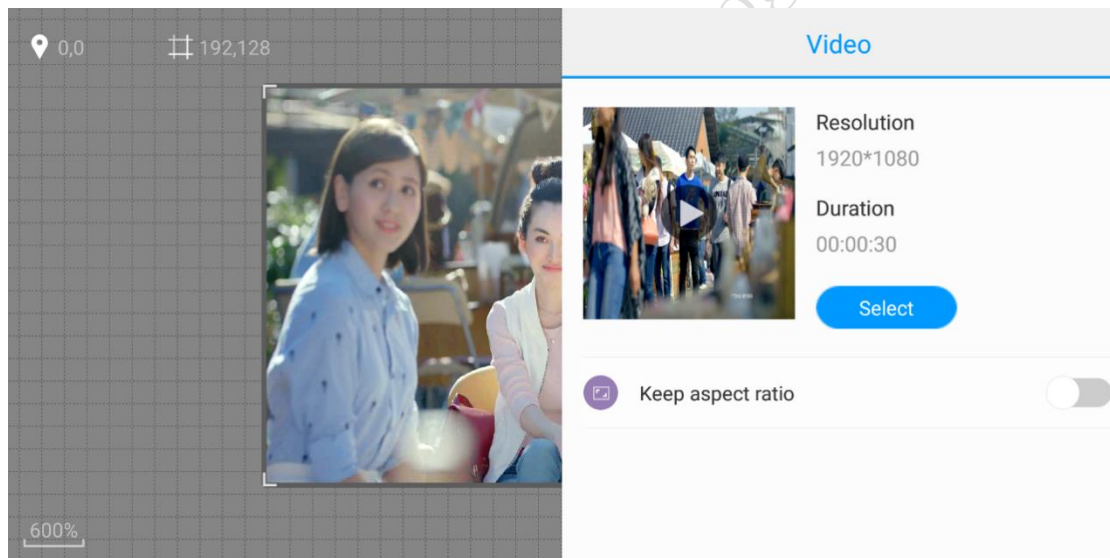 0,0
192,128
600%
Video
Resolution
1920*1080
Duration
00:00:30
Select
Keep aspect ratio